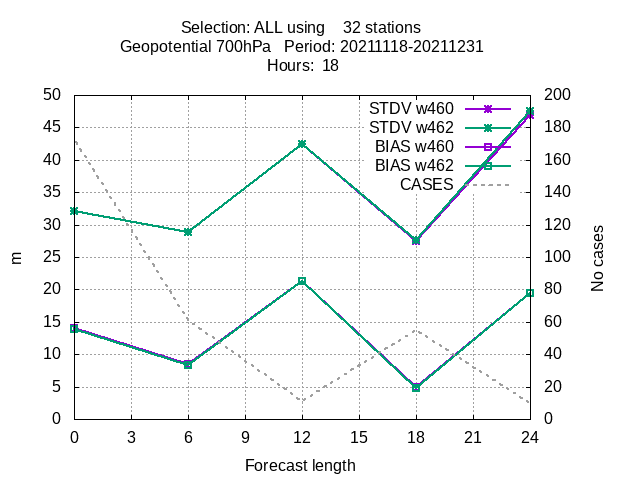 Selection: ALL using    32 stations
Geopotential 700hPa   Period: 20211118-20211231
Hours:  18
50 200
STDV w460
45 180
STDV w462
40 160
BIAS w460
BIAS w462
35 140
CASES
30 120
25 100
m
No cases
20 80
15 60
10 40
5 20
0 0
0 3 6 9 12 15 18 21 24
Forecast length